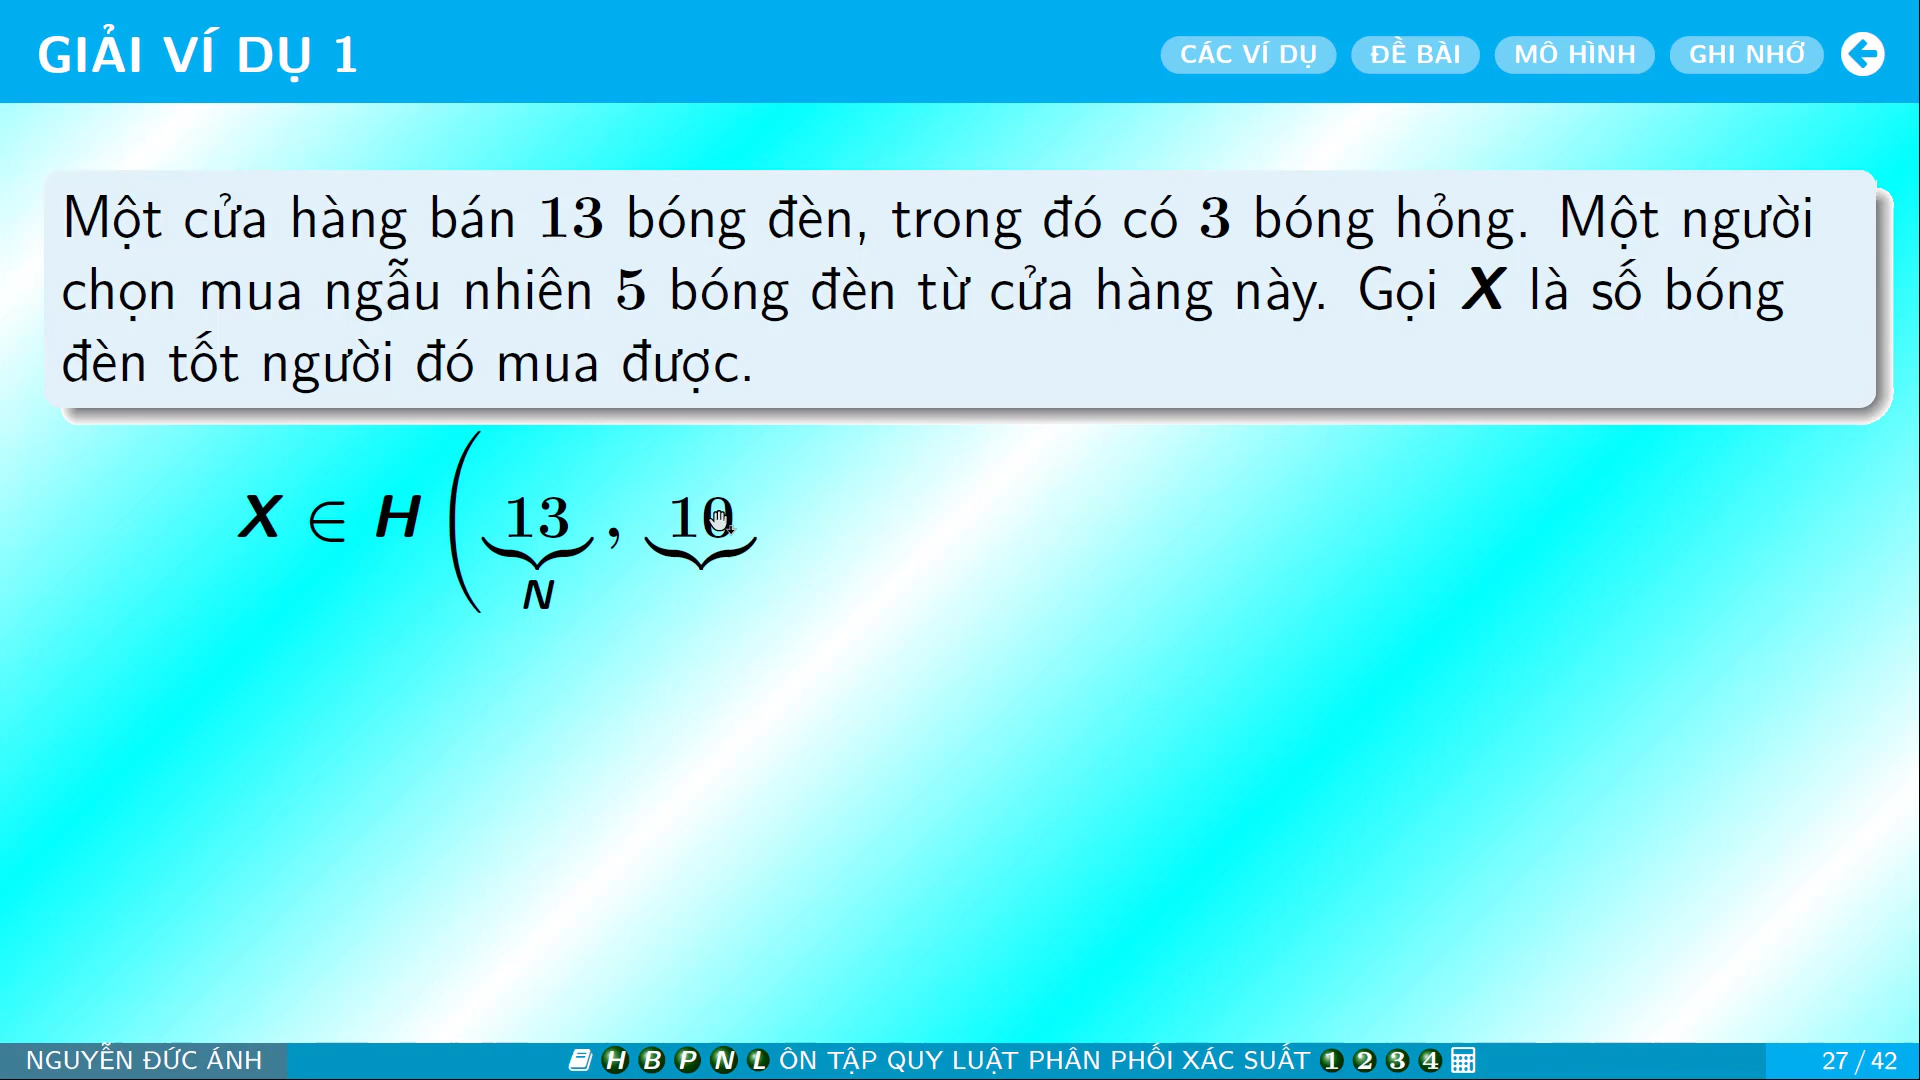 GIẢI VÍ DỤ 1
CÁC VÍ DỤ ĐỀ BÀI MÔ HÌNH GHI NHỚ
Một cửa hàng bán 13 bóng đèn, trong đó có 3 bóng hỏng. Một người
chọn mua ngẫu nhiên 5 bóng đèn từ cửa hàng này. Gọi X là số bóng
đèn tốt người đó mua được.
X ∈ H ( 13 , 10
N
NGUYỄN ĐỨC ÁNH H B P N L ÔN TẬP QUY LUẬT PHÂN PHỐI XÁC SUẤT 1 2 3 4 27 / 42